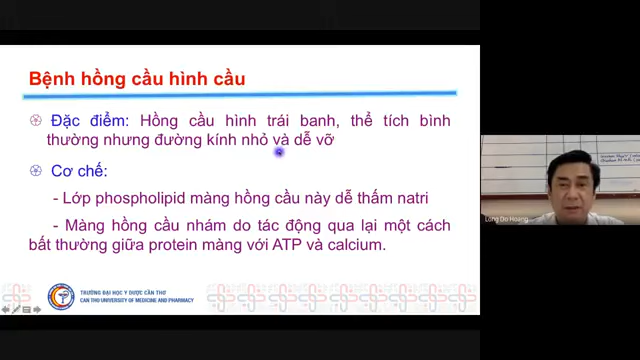 Bệnh hồng cầu hình cầu
Đặc điểm: Hồng cầu hình trái banh, thể tích bình
thường nhưng đường kính nhỏ và dễ vỡ
Cơ chế:
- Lớp phospholipid màng hồng cầu này dễ thấm natri
- Màng hồng cầu nhám do tác động qua lại một cách
bất thường giữa protein màng với ATP và calcium.
TRƯỜNG ĐẠI HỌC Y DƯỢC CẦN THƠ
CAN THO UNIVERSITY OF MEDICINE AND PHARMACY
Long Do Hoang